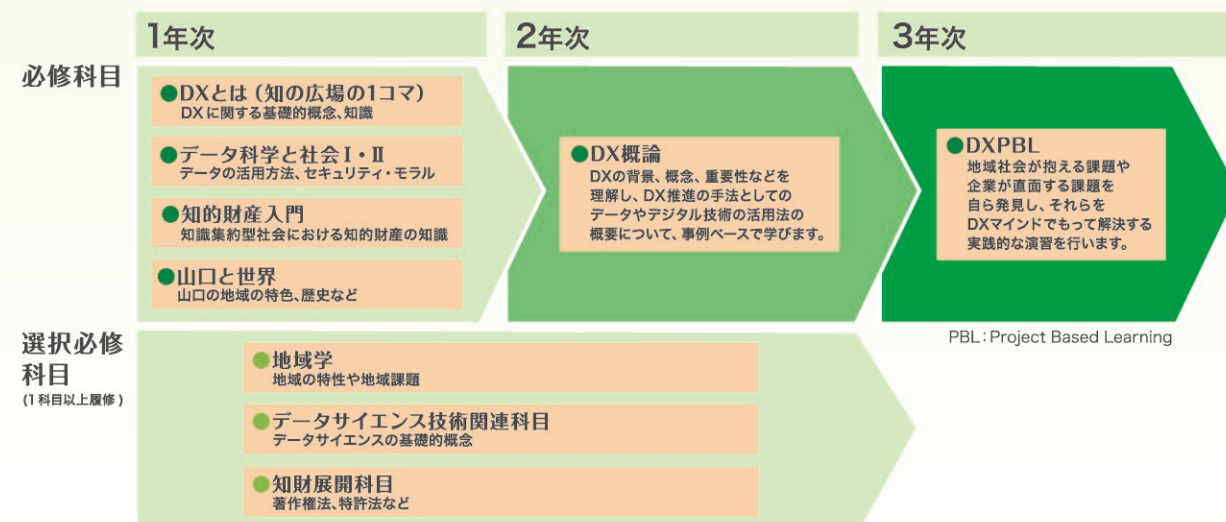 1年次
2年次
3年次
必修科目
●DXとは（知の広場の1コマ）
DXに関する基礎的概念、知識
●データ科学と社会Ⅰ・Ⅱ
データの活用方法、セキュリティ・モラル
●知的財産入門
知識集約型社会における知的財産の知識
●山口と世界
山口の地域の特色、歴史など
●DX概論
DXの背景、概念、重要性などを
理解し、DX推進の手法としての
データやデジタル技術の活用法の
概要について、事例ベースで学びます。
●DXPBL
地域社会が抱える課題や
企業が直面する課題を
自ら発見し、それらを
DXマインドでもって解決する
実践的な演習を行います。
PBL：Project Based Learning
選択必修
科目
(1科目以上履修)
●地域学
地域の特性や地域課題
●データサイエンス技術関連科目
データサイエンスの基礎的概念
●知財展開科目
著作権法、特許法など